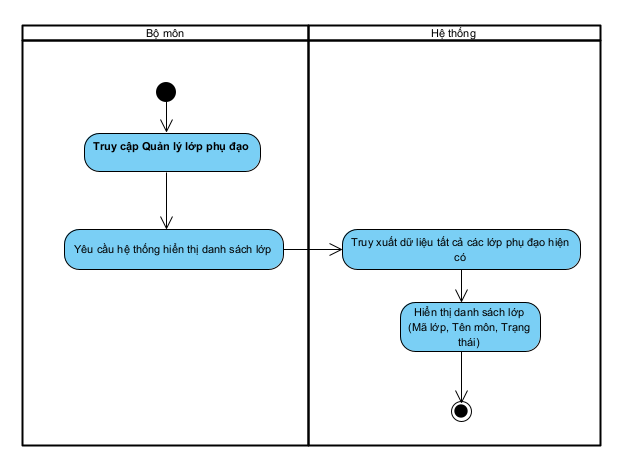 Bộ môn
Hệ thống
Truy cập Quản lý lớp phụ đạo
Yêu cầu hệ thống hiển thị danh sách lớp
Truy xuất dữ liệu tất cả các lớp phụ đạo hiện
có
Hiển thị danh sách lớp
(Mã lớp, Tên môn, Trạng
thái)